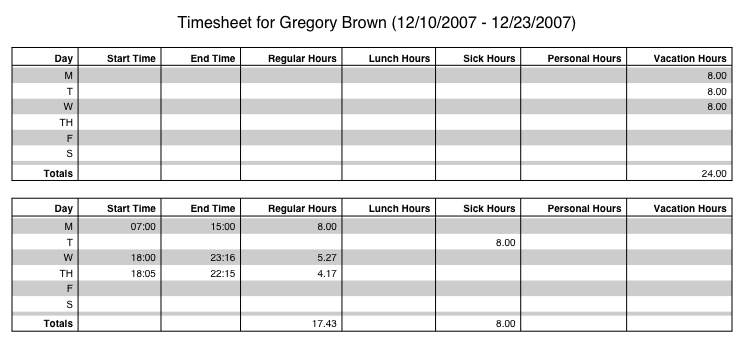 Timesheet for Gregory Brown (12/10/2007 - 12/23/2007)
Day Start Time End Time Regular Hours Lunch Hours Sick Hours Personal Hours Vacation Hours
M 8.00
T 8.00
W 8.00
TH
F
S
Totals 24.00
Day Start Time End Time Regular Hours Lunch Hours Sick Hours Personal Hours Vacation Hours
M 07:00 15:00 8.00
T 8.00
W 18:00 23:16 5.27
TH 18:05 22:15 4.17
F
S
Totals 17.43 8.00